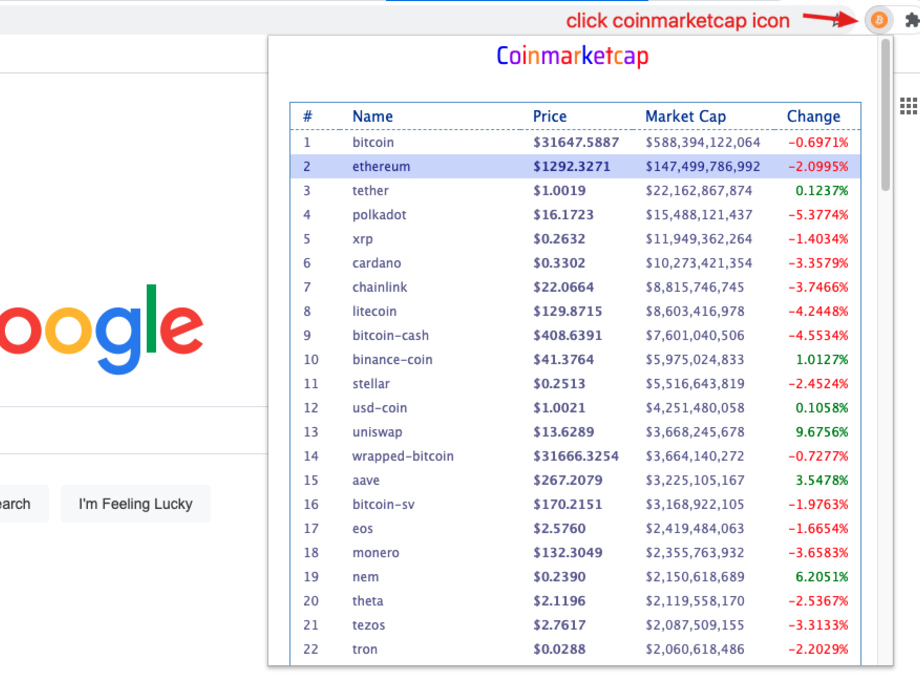 click coinmarketcap icon
Coinmarketcap
# Name Price Market Cap Change
1 bitcoin $31647.5887 $588,394,122,064 -0.6971%
2 ethereum $1292.3271 $147,499,786,992 -2.0995%
3 tether $1.0019 $22,162,867,874 0.1237%
4 polkadot $16.1723 $15,488,121,437 -5.3774%
5 xrp $0.2632 $11,949,362,264 -1.4034%
6 cardano $0.3302 $10,273,421,354 -3.3579%
7 chainlink $22.0664 $8,815,746,745 -3.7466%
8 litecoin $129.8715 $8,603,416,978 -4.2448%
9 bitcoin-cash $408.6391 $7,601,040,506 -4.5534%
10 binance-coin $41.3764 $5,975,024,833 1.0127%
11 stellar $0.2513 $5,516,643,819 -2.4524%
12 usd-coin $1.0021 $4,251,480,058 0.1058%
13 uniswap $13.6289 $3,668,245,678 9.6756%
14 wrapped-bitcoin $31666.3254 $3,664,140,272 -0.7277%
15 aave $267.2079 $3,225,105,167 3.5478%
16 bitcoin-sv $170.2151 $3,168,922,105 -1.9763%
17 eos $2.5760 $2,419,484,063 -1.6654%
18 monero $132.3049 $2,355,763,932 -3.6583%
19 nem $0.2390 $2,150,618,689 6.2051%
20 theta $2.1196 $2,119,558,170 -2.5367%
21 tezos $2.7617 $2,087,509,155 -3.3133%
22 tron $0.0288 $2,060,618,486 -2.2029%
oogle
earch I'm Feeling Lucky